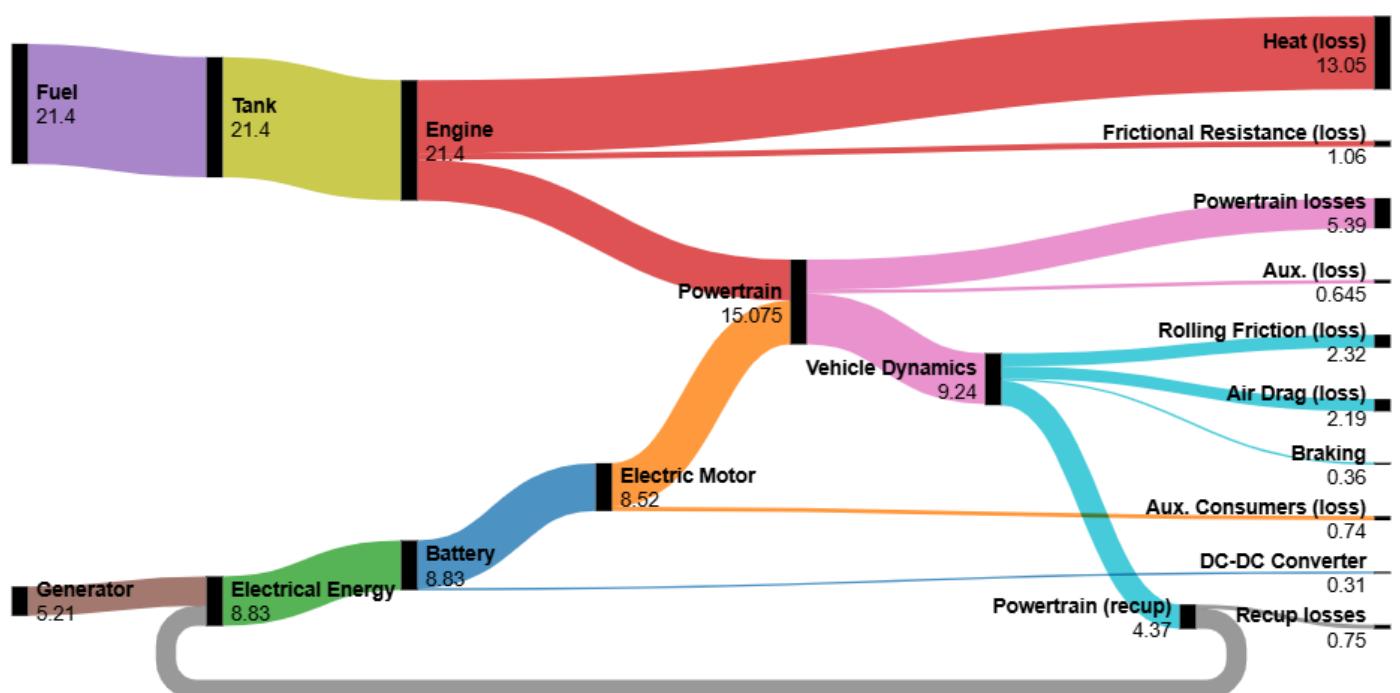 Heat (loss)
13.05
Fuel
21.4
Tank
21.4
Engine
21.4
Frictional Resistance (loss)
1.06
Powertrain losses
5.39
Aux. (loss)
0.645
Powertrain
15.075
Rolling Friction (loss)
2.32
Vehicle Dynamics
9.24
Air Drag (loss)
2.19
Braking
0.36
Electric Motor
8.52
Aux. Consumers (loss)
0.74
Battery
8.83
DC-DC Converter
0.31
Generator
5.21
Electrical Energy
8.83
Powertrain (recup)
4.37
Recup losses
0.75